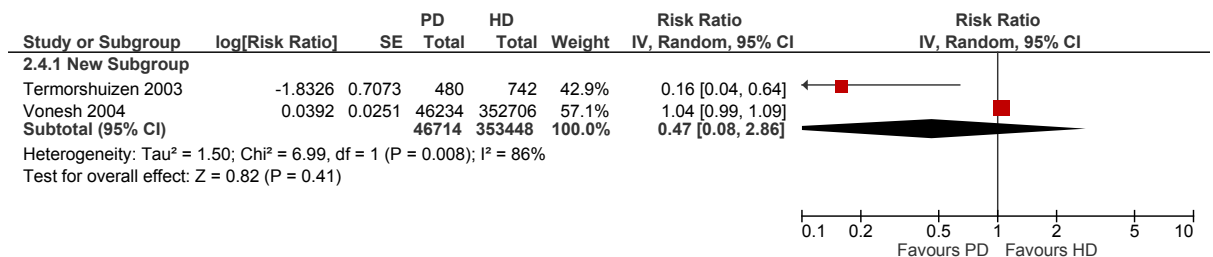 PD HD Risk Ratio Risk Ratio
Study or Subgroup log[Risk Ratio] SE Total Total Weight IV, Random, 95% CI IV, Random, 95% CI
2.4.1 New Subgroup
Termorshuizen 2003 -1.8326 0.7073 480 742 42.9% 0.16 [0.04, 0.64]
Vonesh 2004 0.0392 0.0251 46234 352706 57.1% 1.04 [0.99, 1.09]
Subtotal (95% CI) 46714 353448 100.0% 0.47 [0.08, 2.86]
Heterogeneity: Tau² = 1.50; Chi² = 6.99, df = 1 (P = 0.008); I² = 86%
Test for overall effect: Z = 0.82 (P = 0.41)
0.1 0.2 0.5 1 2 5 10
Favours PD Favours HD